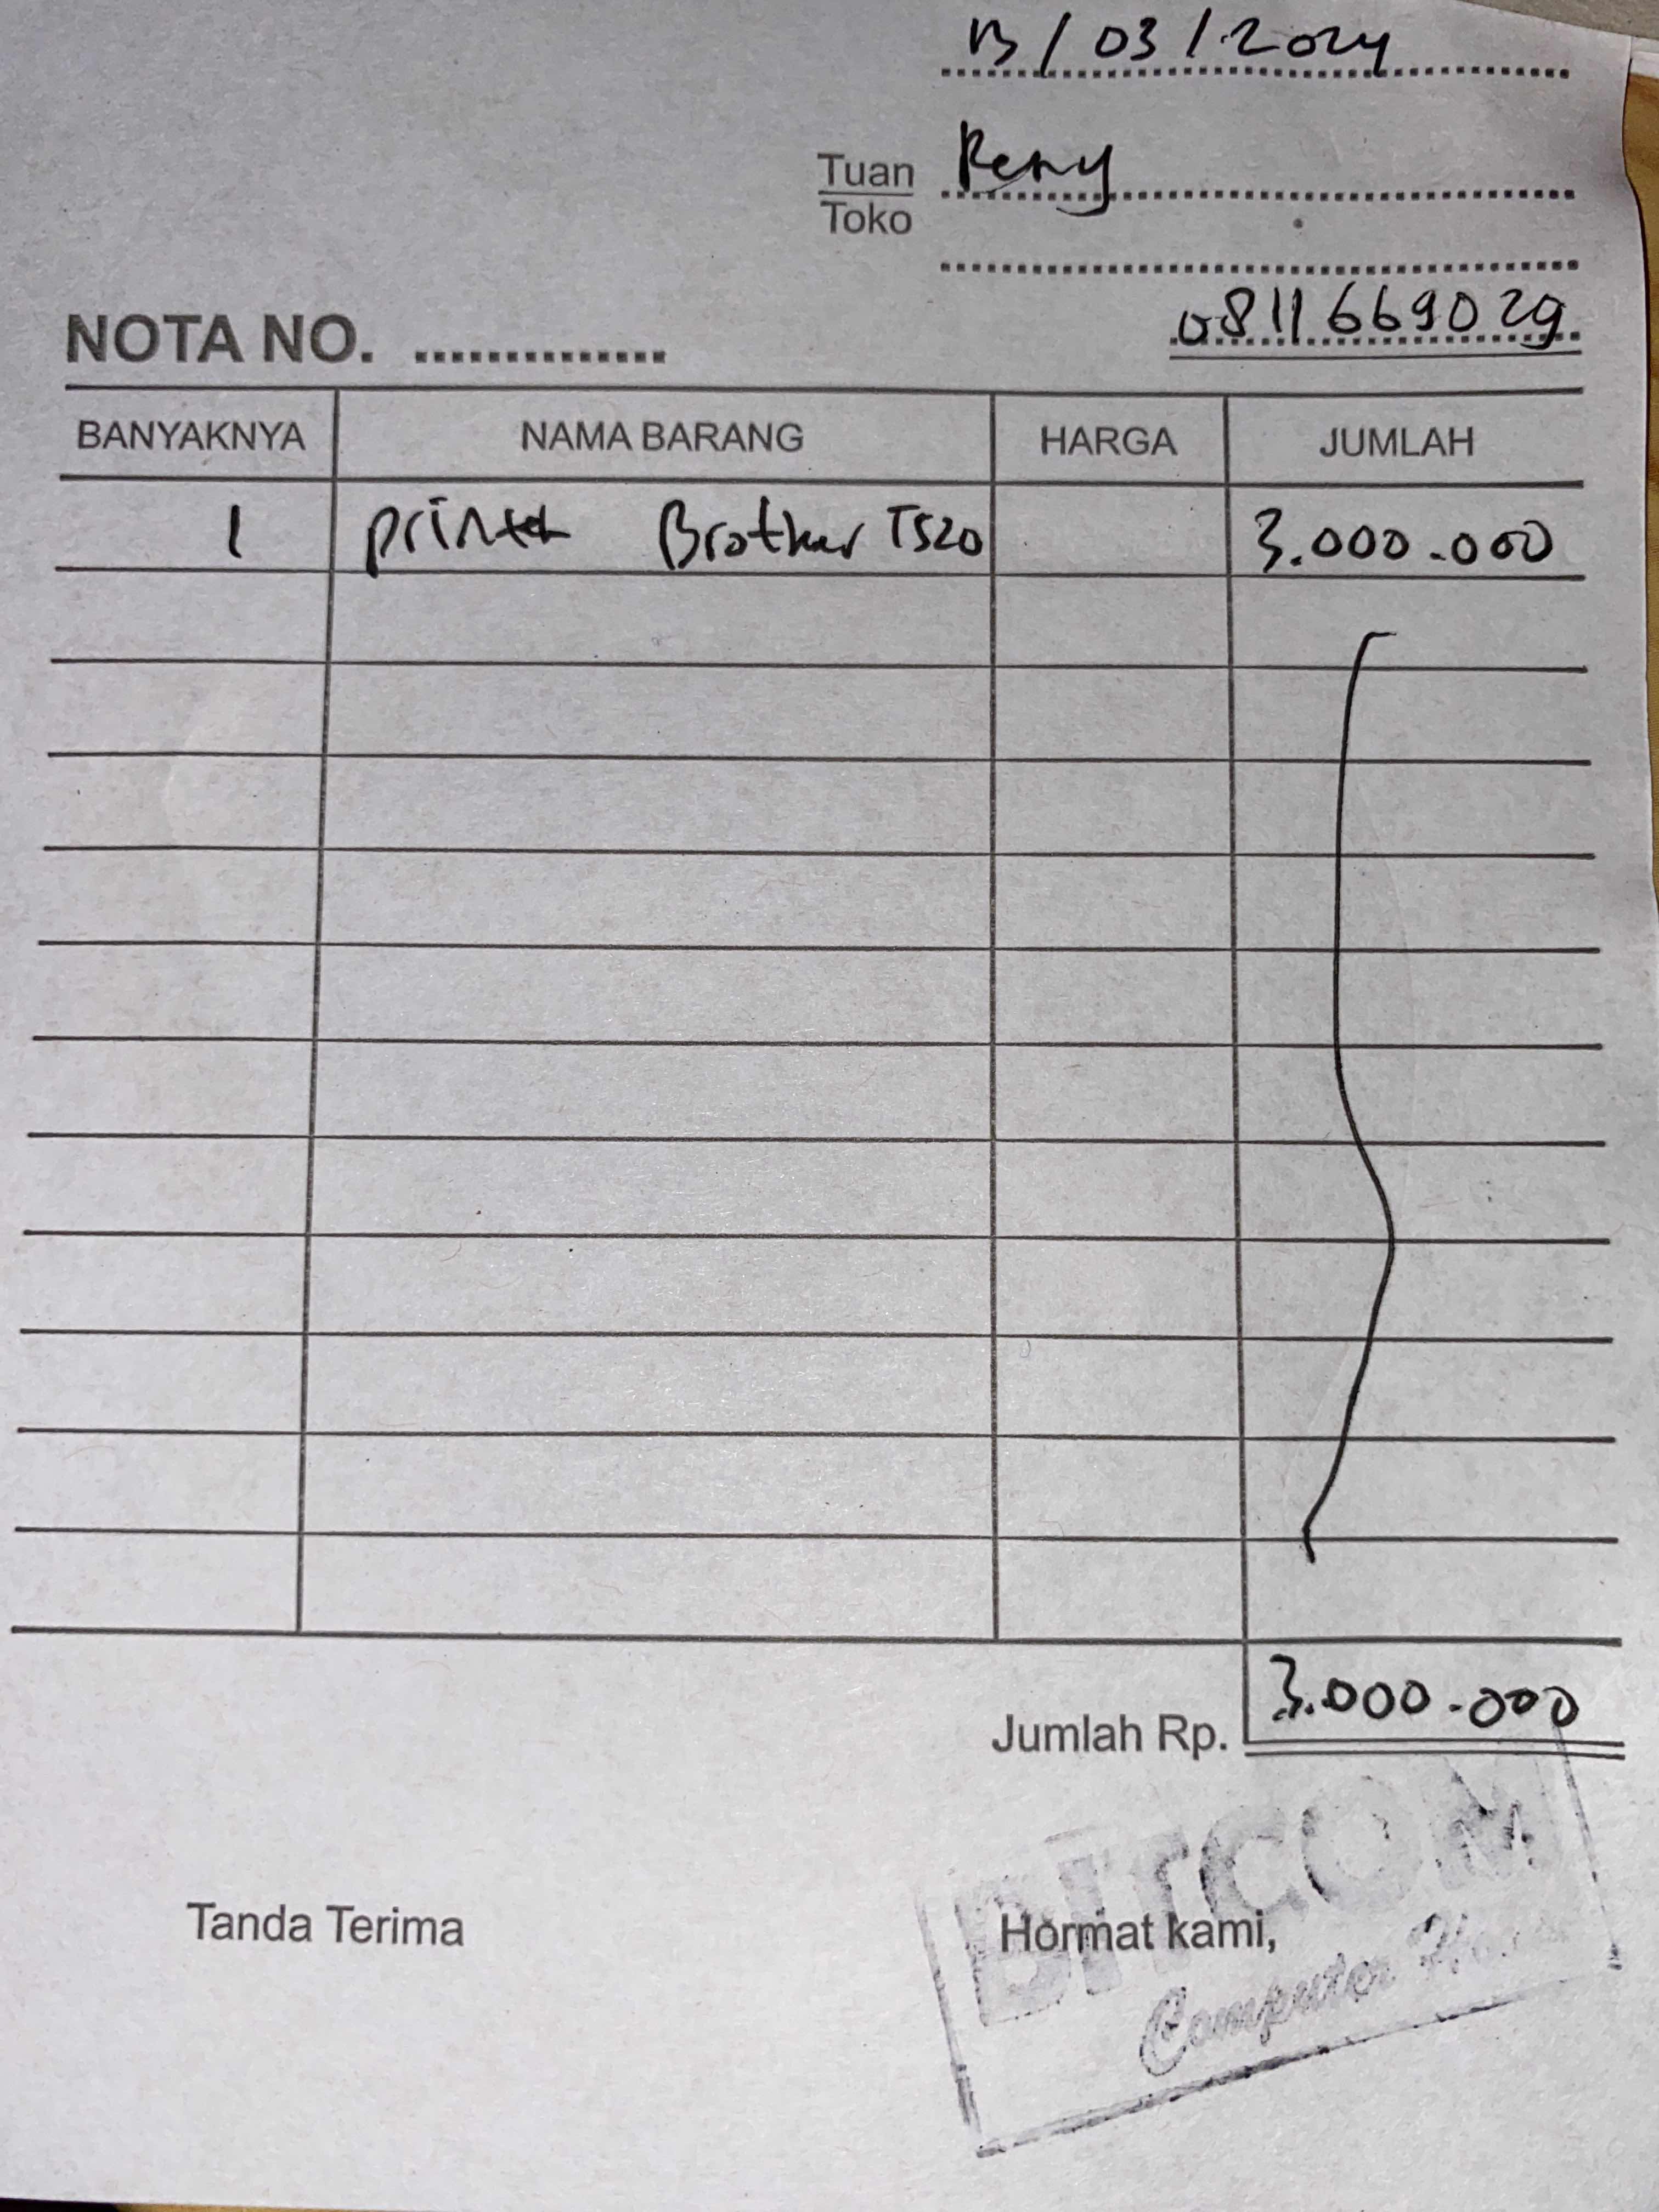 13/03/2024
Tuan Reny
Toko
0811669029
NOTA NO. ...............
BANYAKNYA NAMA BARANG HARGA JUMLAH
1 printer Brother T520 3.000.000
Jumlah Rp. 3.000.000
Tanda Terima Hormat kami,
BITCOM
Computer